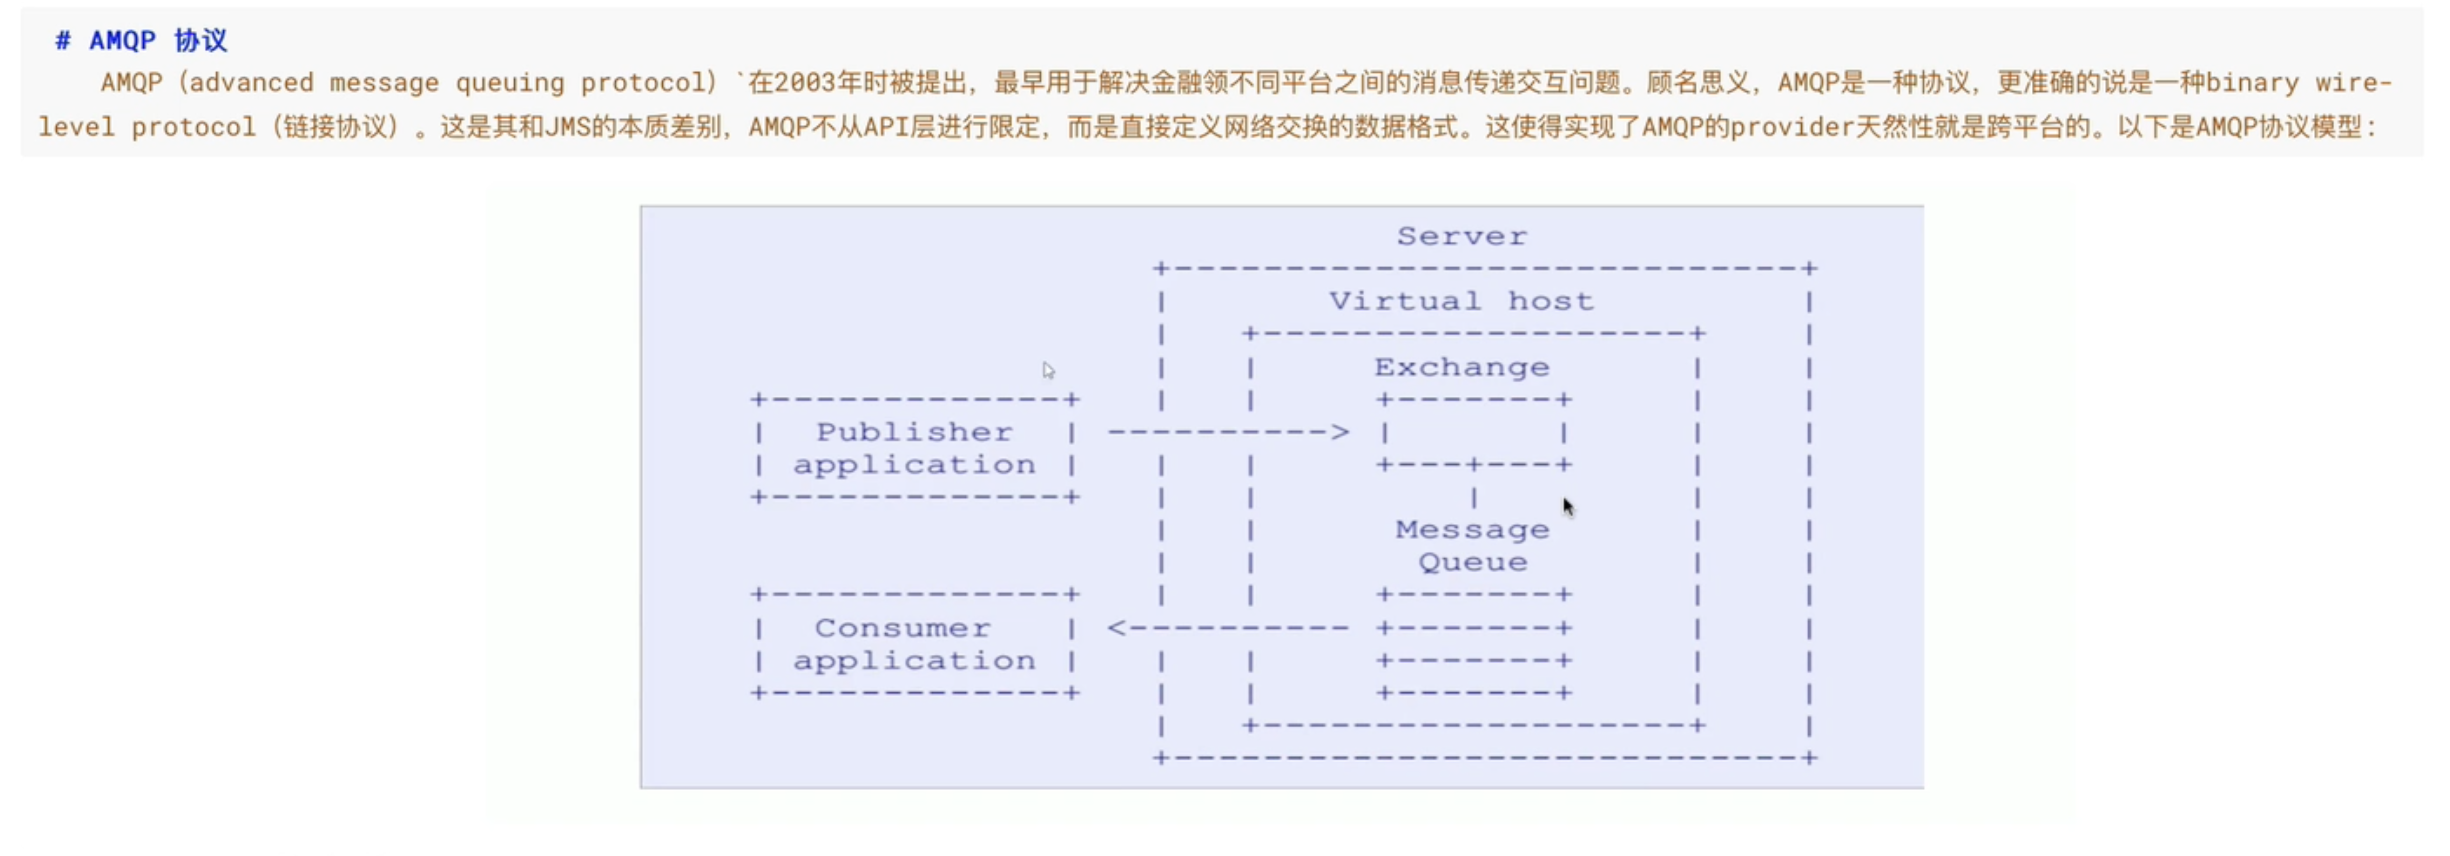 # AMQP 协议
AMQP（advanced message queuing protocol）`在2003年时被提出，最早用于解决金融领不同平台之间的消息传递交互问题。顾名思义，AMQP是一种协议，更准确的说是一种binary wire-
level protocol（链接协议）。这是其和JMS的本质差别，AMQP不从API层进行限定，而是直接定义网络交换的数据格式。这使得实现了AMQP的provider天然性就是跨平台的。以下是AMQP协议模型：
Server
Virtual host
Exchange
Publisher
application
Message
Queue
Consumer
application